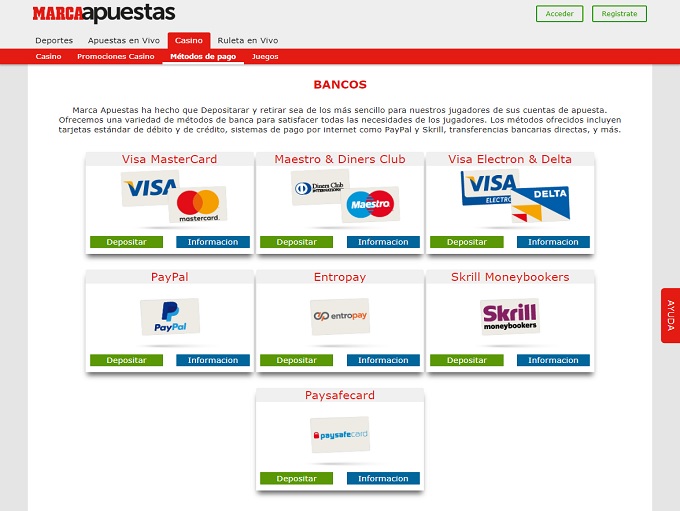 MARCAapuestas
Acceder
Registrate
Deportes
Apuestas en Vivo
Casino
Ruleta en Vivo
Casino
Promociones Casino
Métodos de pago
Juegos
BANCOS
Marca Apuestas ha hecho que Depositarar y retirar sea de los más sencillo para nuestros jugadores de sus cuentas de apuesta.
Ofrecemos una variedad de métodos de banca para satisfacer todas las necesidades de los jugadores. Los métodos ofrecidos incluyen
tarjetas estándar de débito y de crédito, sistemas de pago por internet como PayPal y Skrill, transferencias bancarias directas, y más.
Visa MasterCard
VISA
mastercard.
Depositar
Informacion
Maestro & Diners Club
Diners Club
INTERNATIONAL
Maestro
Depositar
Informacion
Visa Electron & Delta
VISA
ELECTRON
DELTA
Depositar
Informacion
PayPal
PayPal
Depositar
Informacion
Entropay
entropay
Depositar
Informacion
Skrill Moneybookers
Skrill
moneybookers
Depositar
Informacion
Paysafecard
paysafecard
Depositar
Informacion
AYUDA